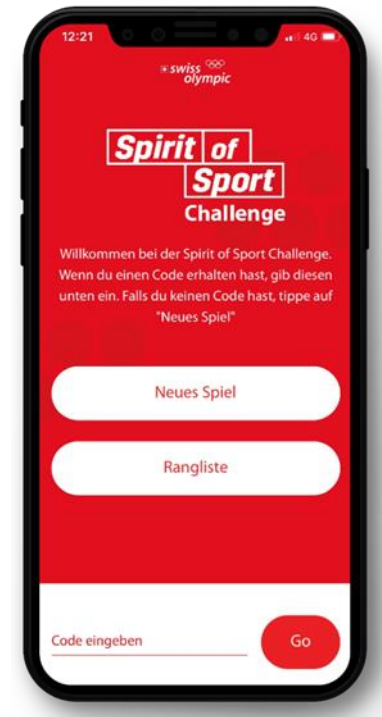 12:21
4G
swiss
olympic
Spirit of
Sport
Challenge
Willkommen bei der Spirit of Sport Challenge.
Wenn du einen Code erhalten hast, gib diesen
unten ein. Falls du keinen Code hast, tippe auf
"Neues Spiel"
Neues Spiel
Rangliste
Code eingeben
Go